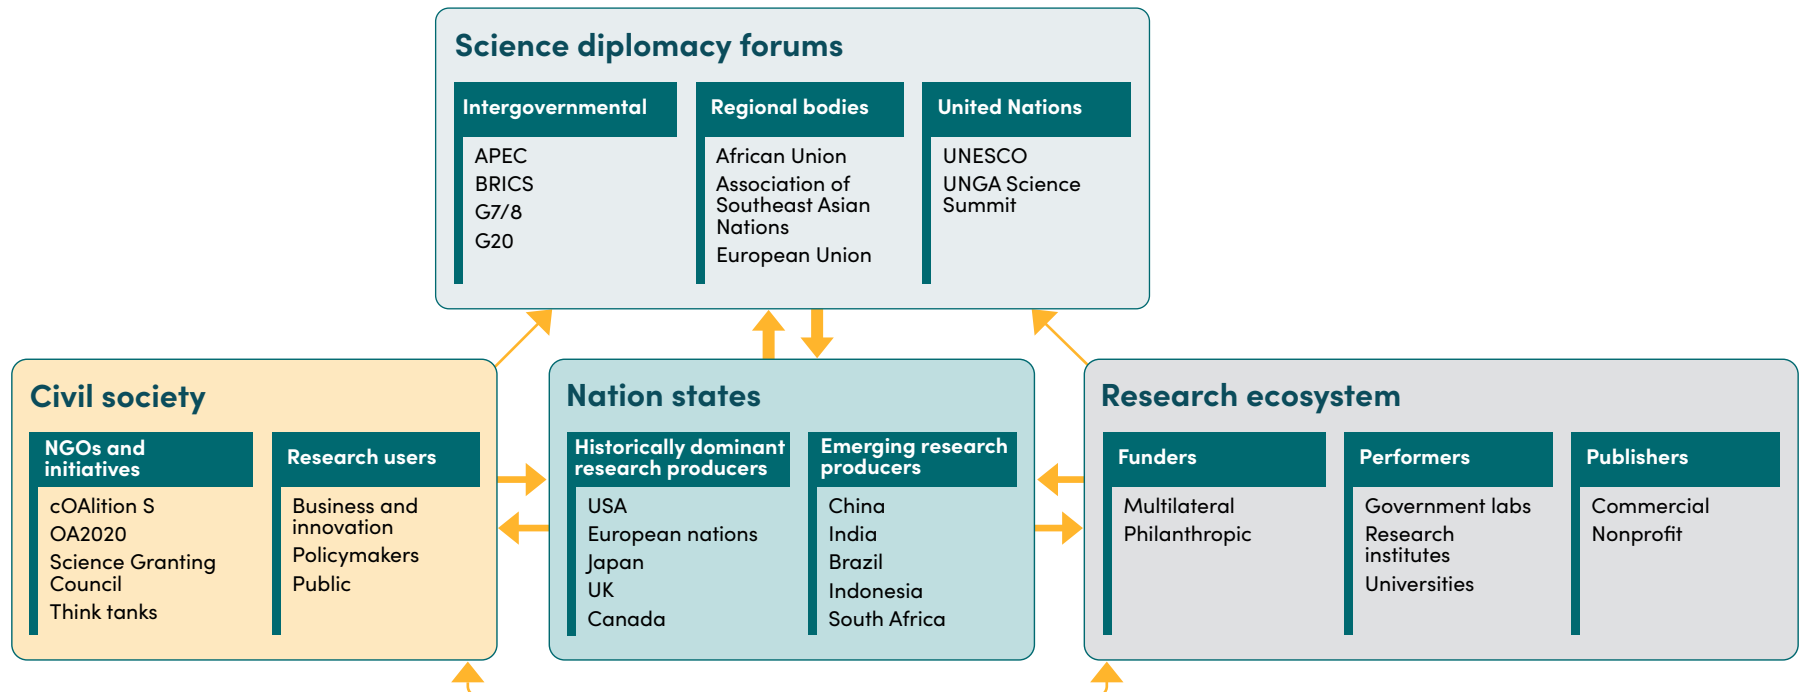 Science diplomacy forums
Intergovernmental
APEC
BRICS
G7/8
G20
Regional bodies
African Union
Association of
Southeast Asian
Nations
European Union
United Nations
UNESCO
UNGA Science
Summit
Civil society
NGOs and
initiatives
cOAlition S
OA2020
Science Granting
Council
Think tanks
Research users
Business and
innovation
Policymakers
Public
Nation states
Historically dominant
research producers
USA
European nations
Japan
UK
Canada
Emerging research
producers
China
India
Brazil
Indonesia
South Africa
Research ecosystem
Funders
Multilateral
Philanthropic
Performers
Government labs
Research
institutes
Universities
Publishers
Commercial
Nonprofit